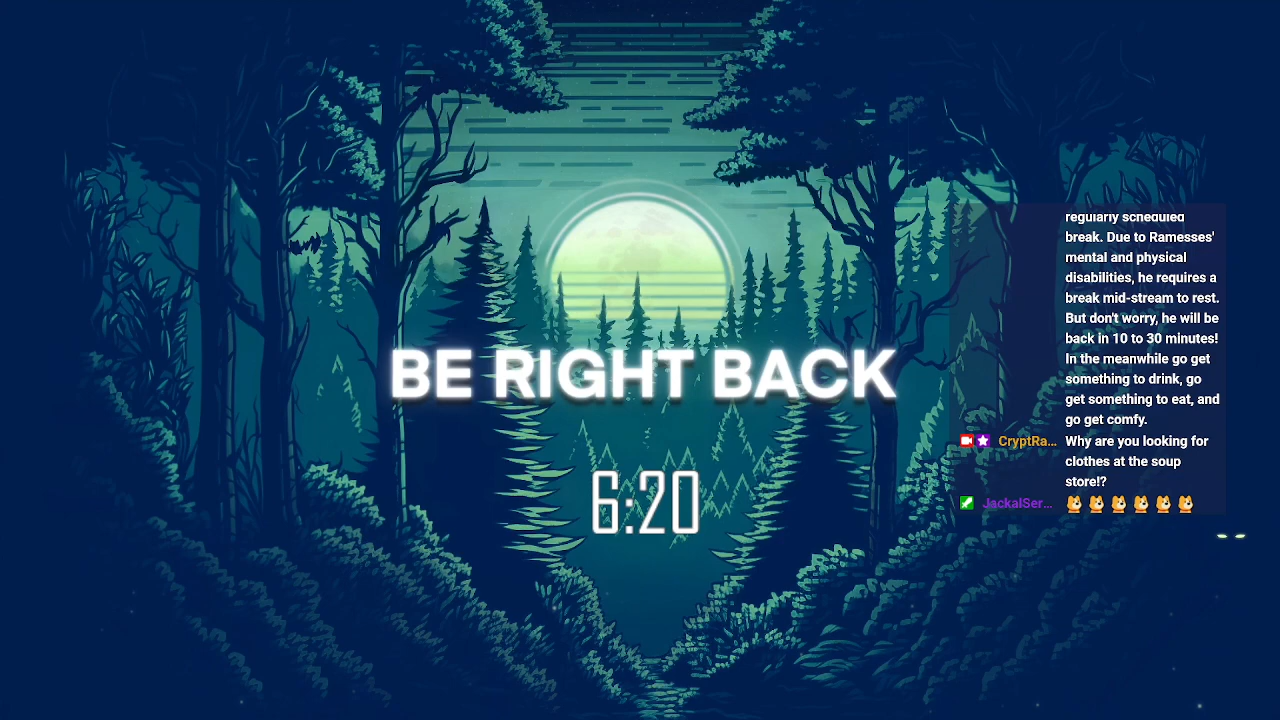 regularly scheduled
break. Due to Ramesses'
mental and physical
disabilities, he requires a
break mid-stream to rest.
But don't worry, he will be
back in 10 to 30 minutes!
In the meanwhile go get
something to drink, go
get something to eat, and
go get comfy.
CryptRa... Why are you looking for
clothes at the soup
store!?
JackalSer...
BE RIGHT BACK
6:20